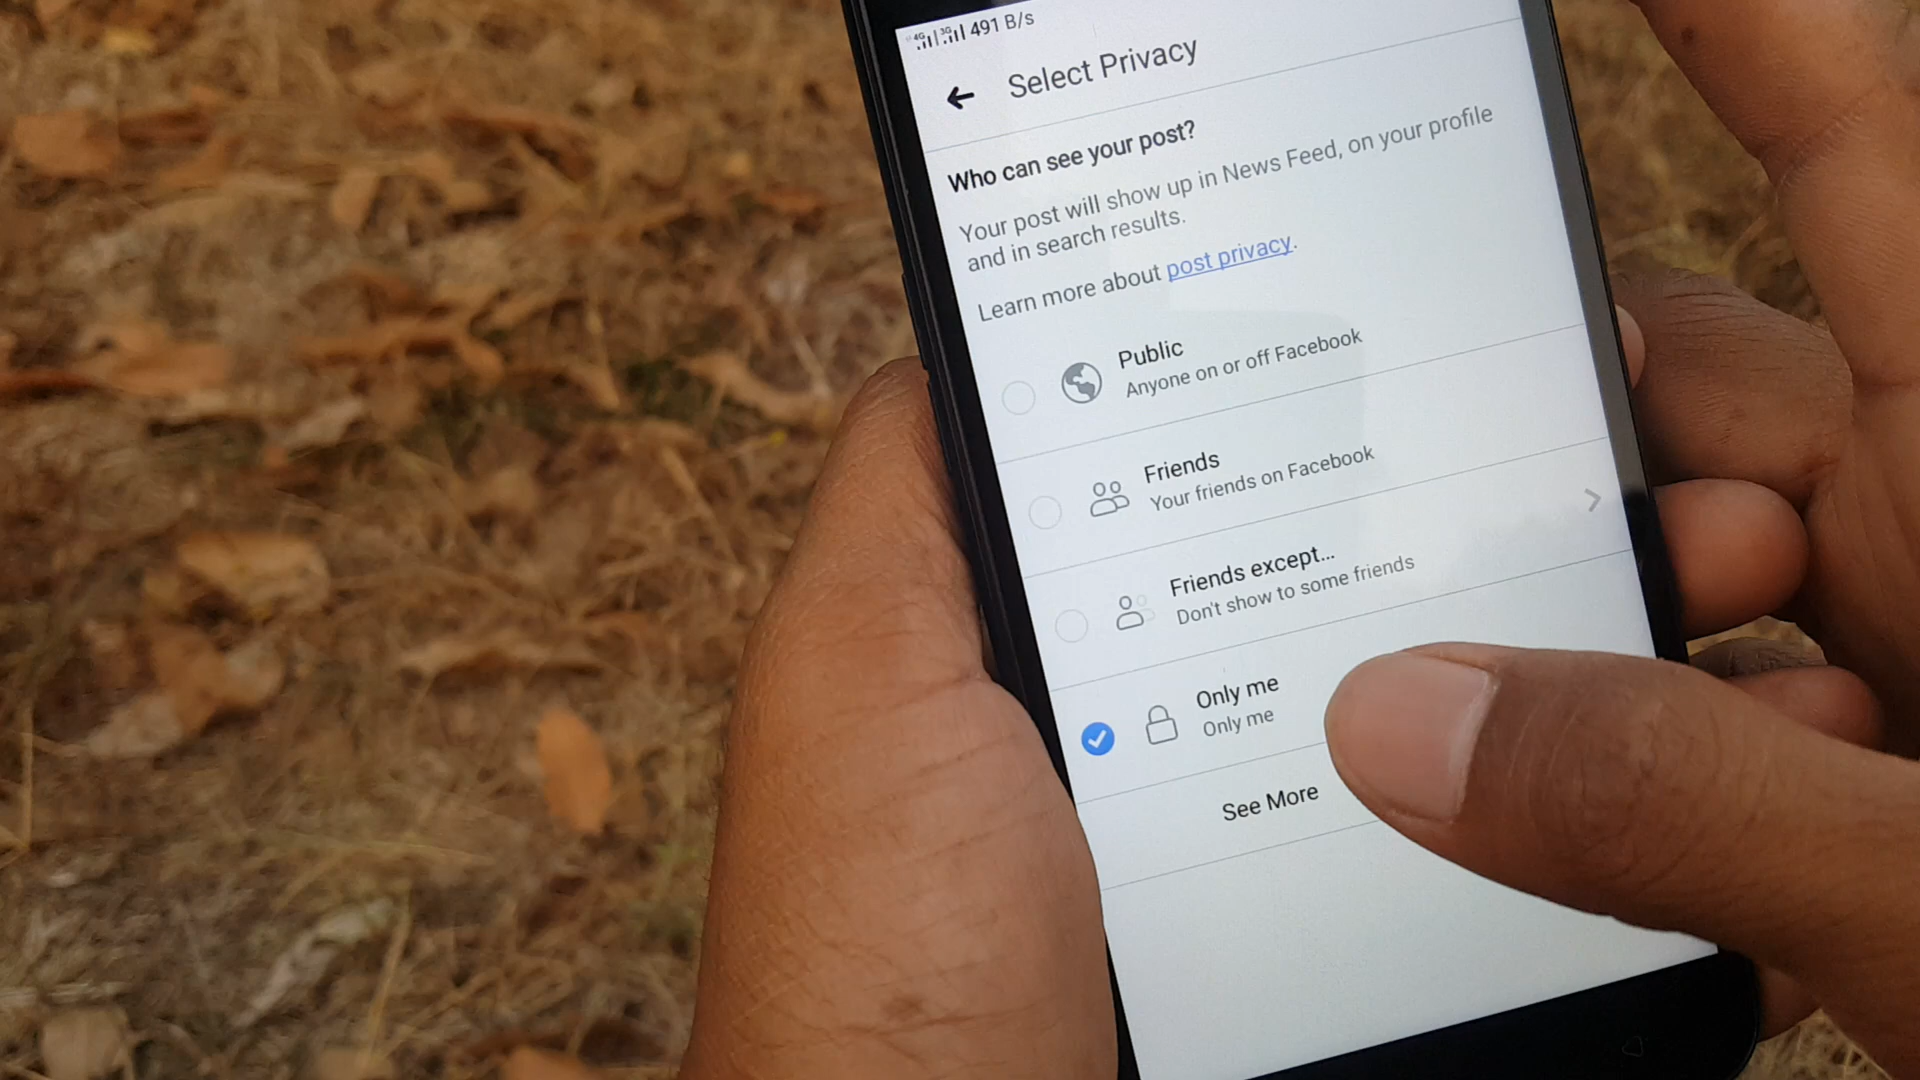 4G 3G 491 B/s
Select Privacy
Who can see your post?
Your post will show up in News Feed, on your profile
and in search results.
Learn more about post privacy.
Public
Anyone on or off Facebook
Friends
Your friends on Facebook
Friends except...
Don't show to some friends
Only me
Only me
See More